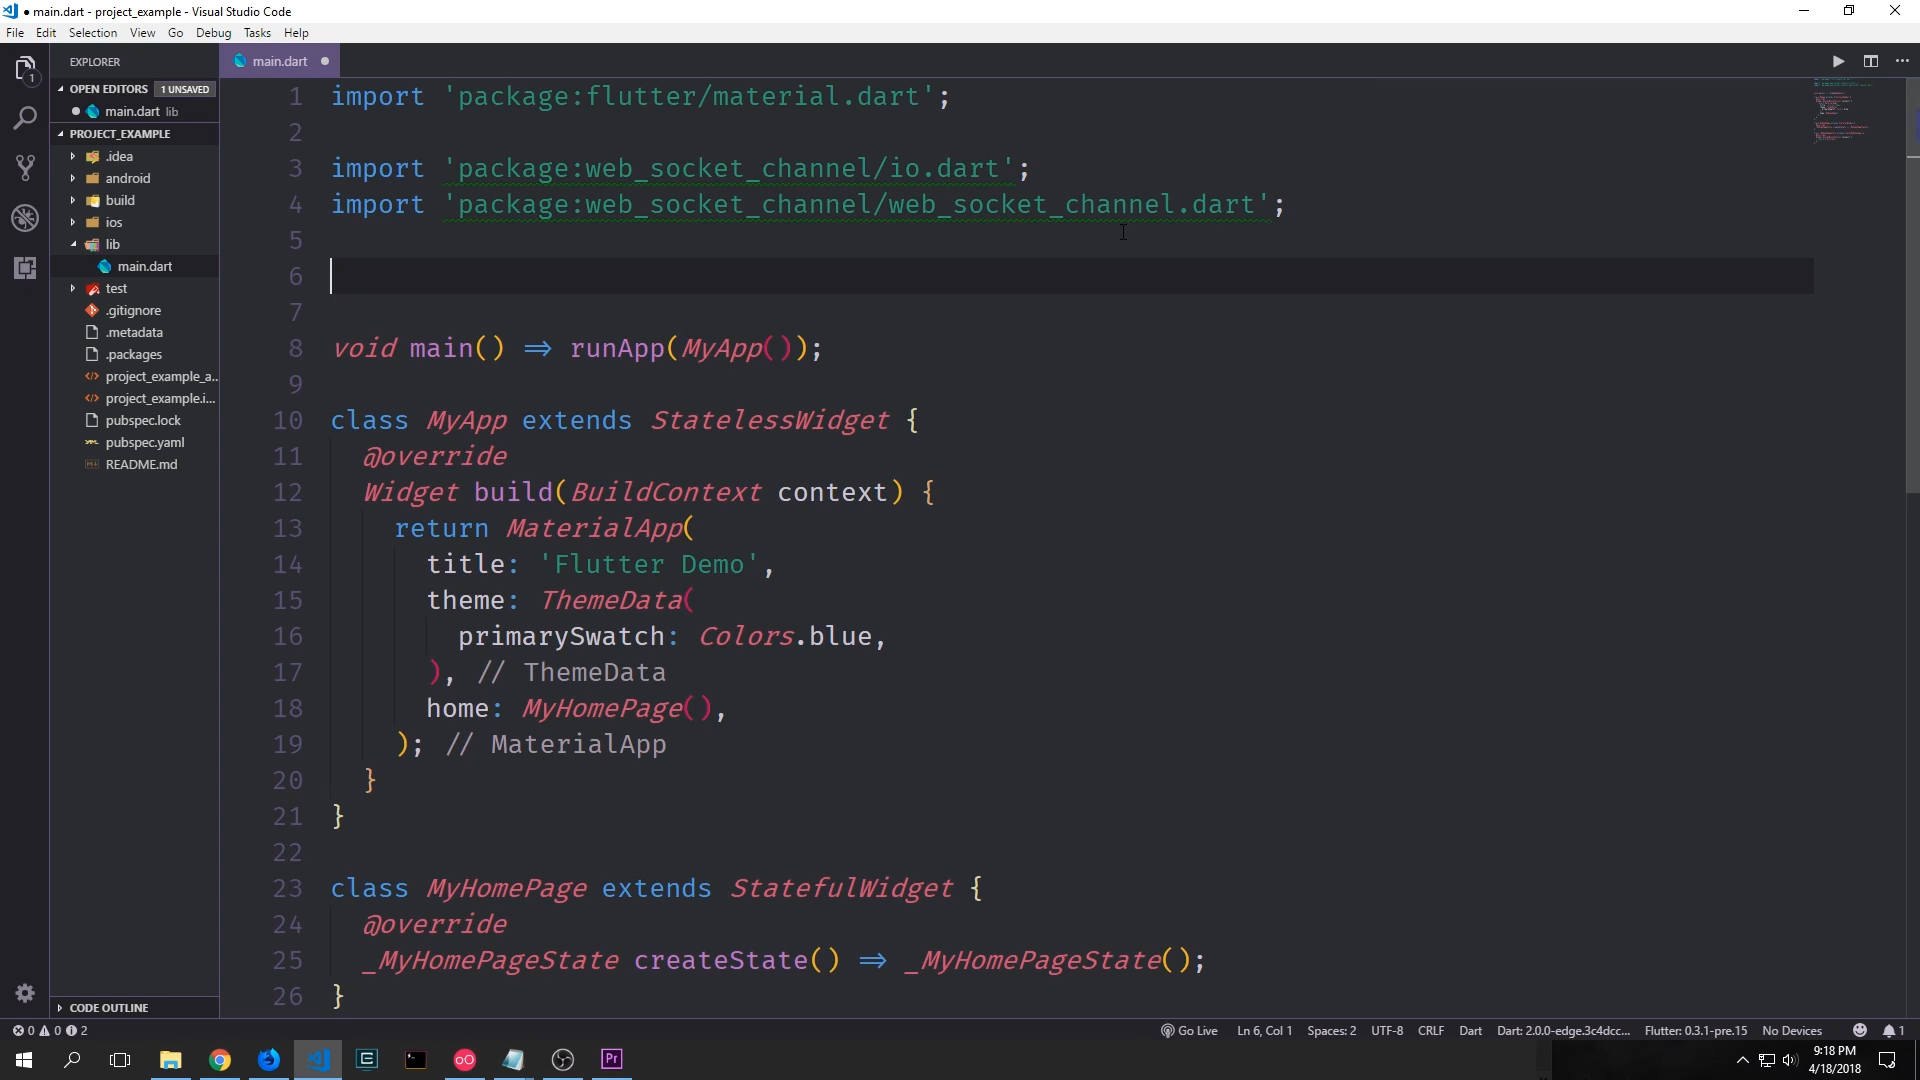 main.dart - project_example - Visual Studio Code
File Edit Selection View Go Debug Tasks Help
EXPLORER
main.dart
OPEN EDITORS 1 UNSAVED
main.dart lib
PROJECT_EXAMPLE
.idea
android
build
ios
lib
main.dart
test
.gitignore
.metadata
.packages
project_example_a...
project_example.i...
pubspec.lock
pubspec.yaml
README.md
CODE OUTLINE
1
1 import 'package:flutter/material.dart';
2
3 import 'package:web_socket_channel/io.dart';
4 import 'package:web_socket_channel/web_socket_channel.dart';
5
6
7
8 void main() => runApp(MyApp());
9
10 class MyApp extends StatelessWidget {
11 @override
12 Widget build(BuildContext context) {
13 return MaterialApp(
14 title: 'Flutter Demo',
15 theme: ThemeData(
16 primarySwatch: Colors.blue,
17 ), // ThemeData
18 home: MyHomePage(),
19 ); // MaterialApp
20 }
21 }
22
23 class MyHomePage extends StatefulWidget {
24 @override
25 _MyHomePageState createState() => _MyHomePageState();
26 }
0 0 2 Go Live Ln 6, Col 1 Spaces: 2 UTF-8 CRLF Dart Dart: 2.0.0-edge.3c4dcc... Flutter: 0.3.1-pre.15 No Devices 1
Pr
9:18 PM
4/18/2018